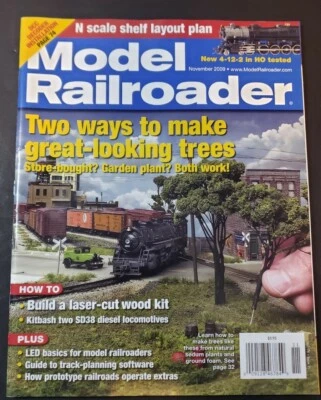 N scale shelf layout plan
PAGE 74
New 4-12-2 in HO tested
Model
November 2009 • www.ModelRailroader.com
Railroader
Two ways to make
great-looking trees
Store-bought? Garden plant? Both work!
HOW TO
Build a laser-cut wood kit
Kitbash two SD38 diesel locomotives
PLUS
LED basics for model railroaders
Guide to track-planning software
How prototype railroads operate extras
Learn how to
make trees like
these from natural
sedum plants and
ground foam. See
page 32